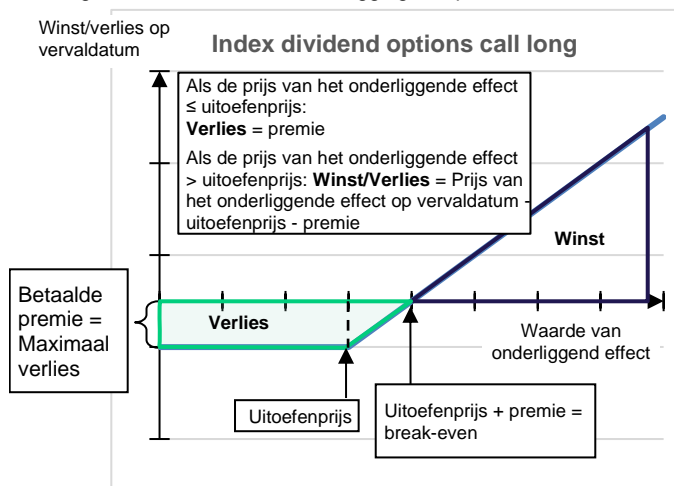 Winst/verlies op
vervaldatum
Index dividend options call long
Als de prijs van het onderliggende effect
≤ uitoefenprijs:
Verlies = premie
Als de prijs van het onderliggende effect
> uitoefenprijs: Winst/Verlies = Prijs van
het onderliggende effect op vervaldatum -
uitoefenprijs - premie
Winst
Betaalde
premie =
Maximaal
verlies
Verlies
Waarde van
onderliggend effect
Uitoefenprijs
Uitoefenprijs + premie =
break-even